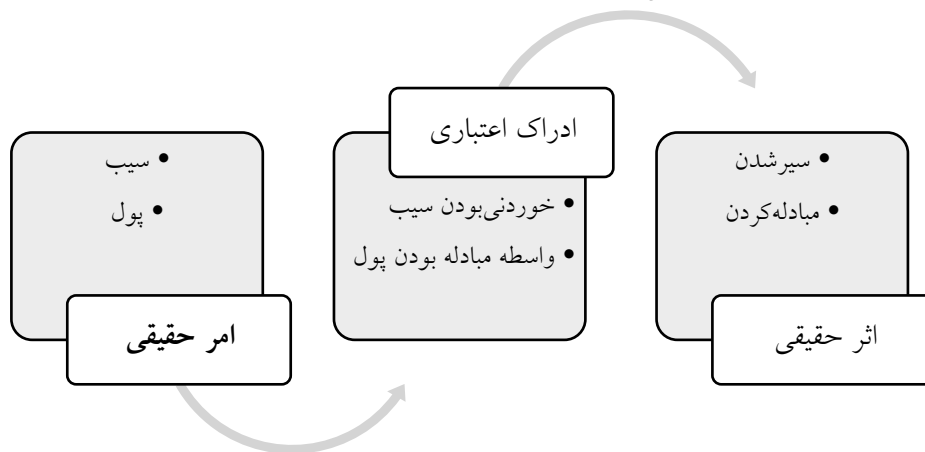 امر حقیقی
• سیب
• پول
ادراک اعتباری
• خوردنی‌بودن سیب
• واسطه مبادله بودن پول
اثر حقیقی
• سیرشدن
• مبادله‌کردن